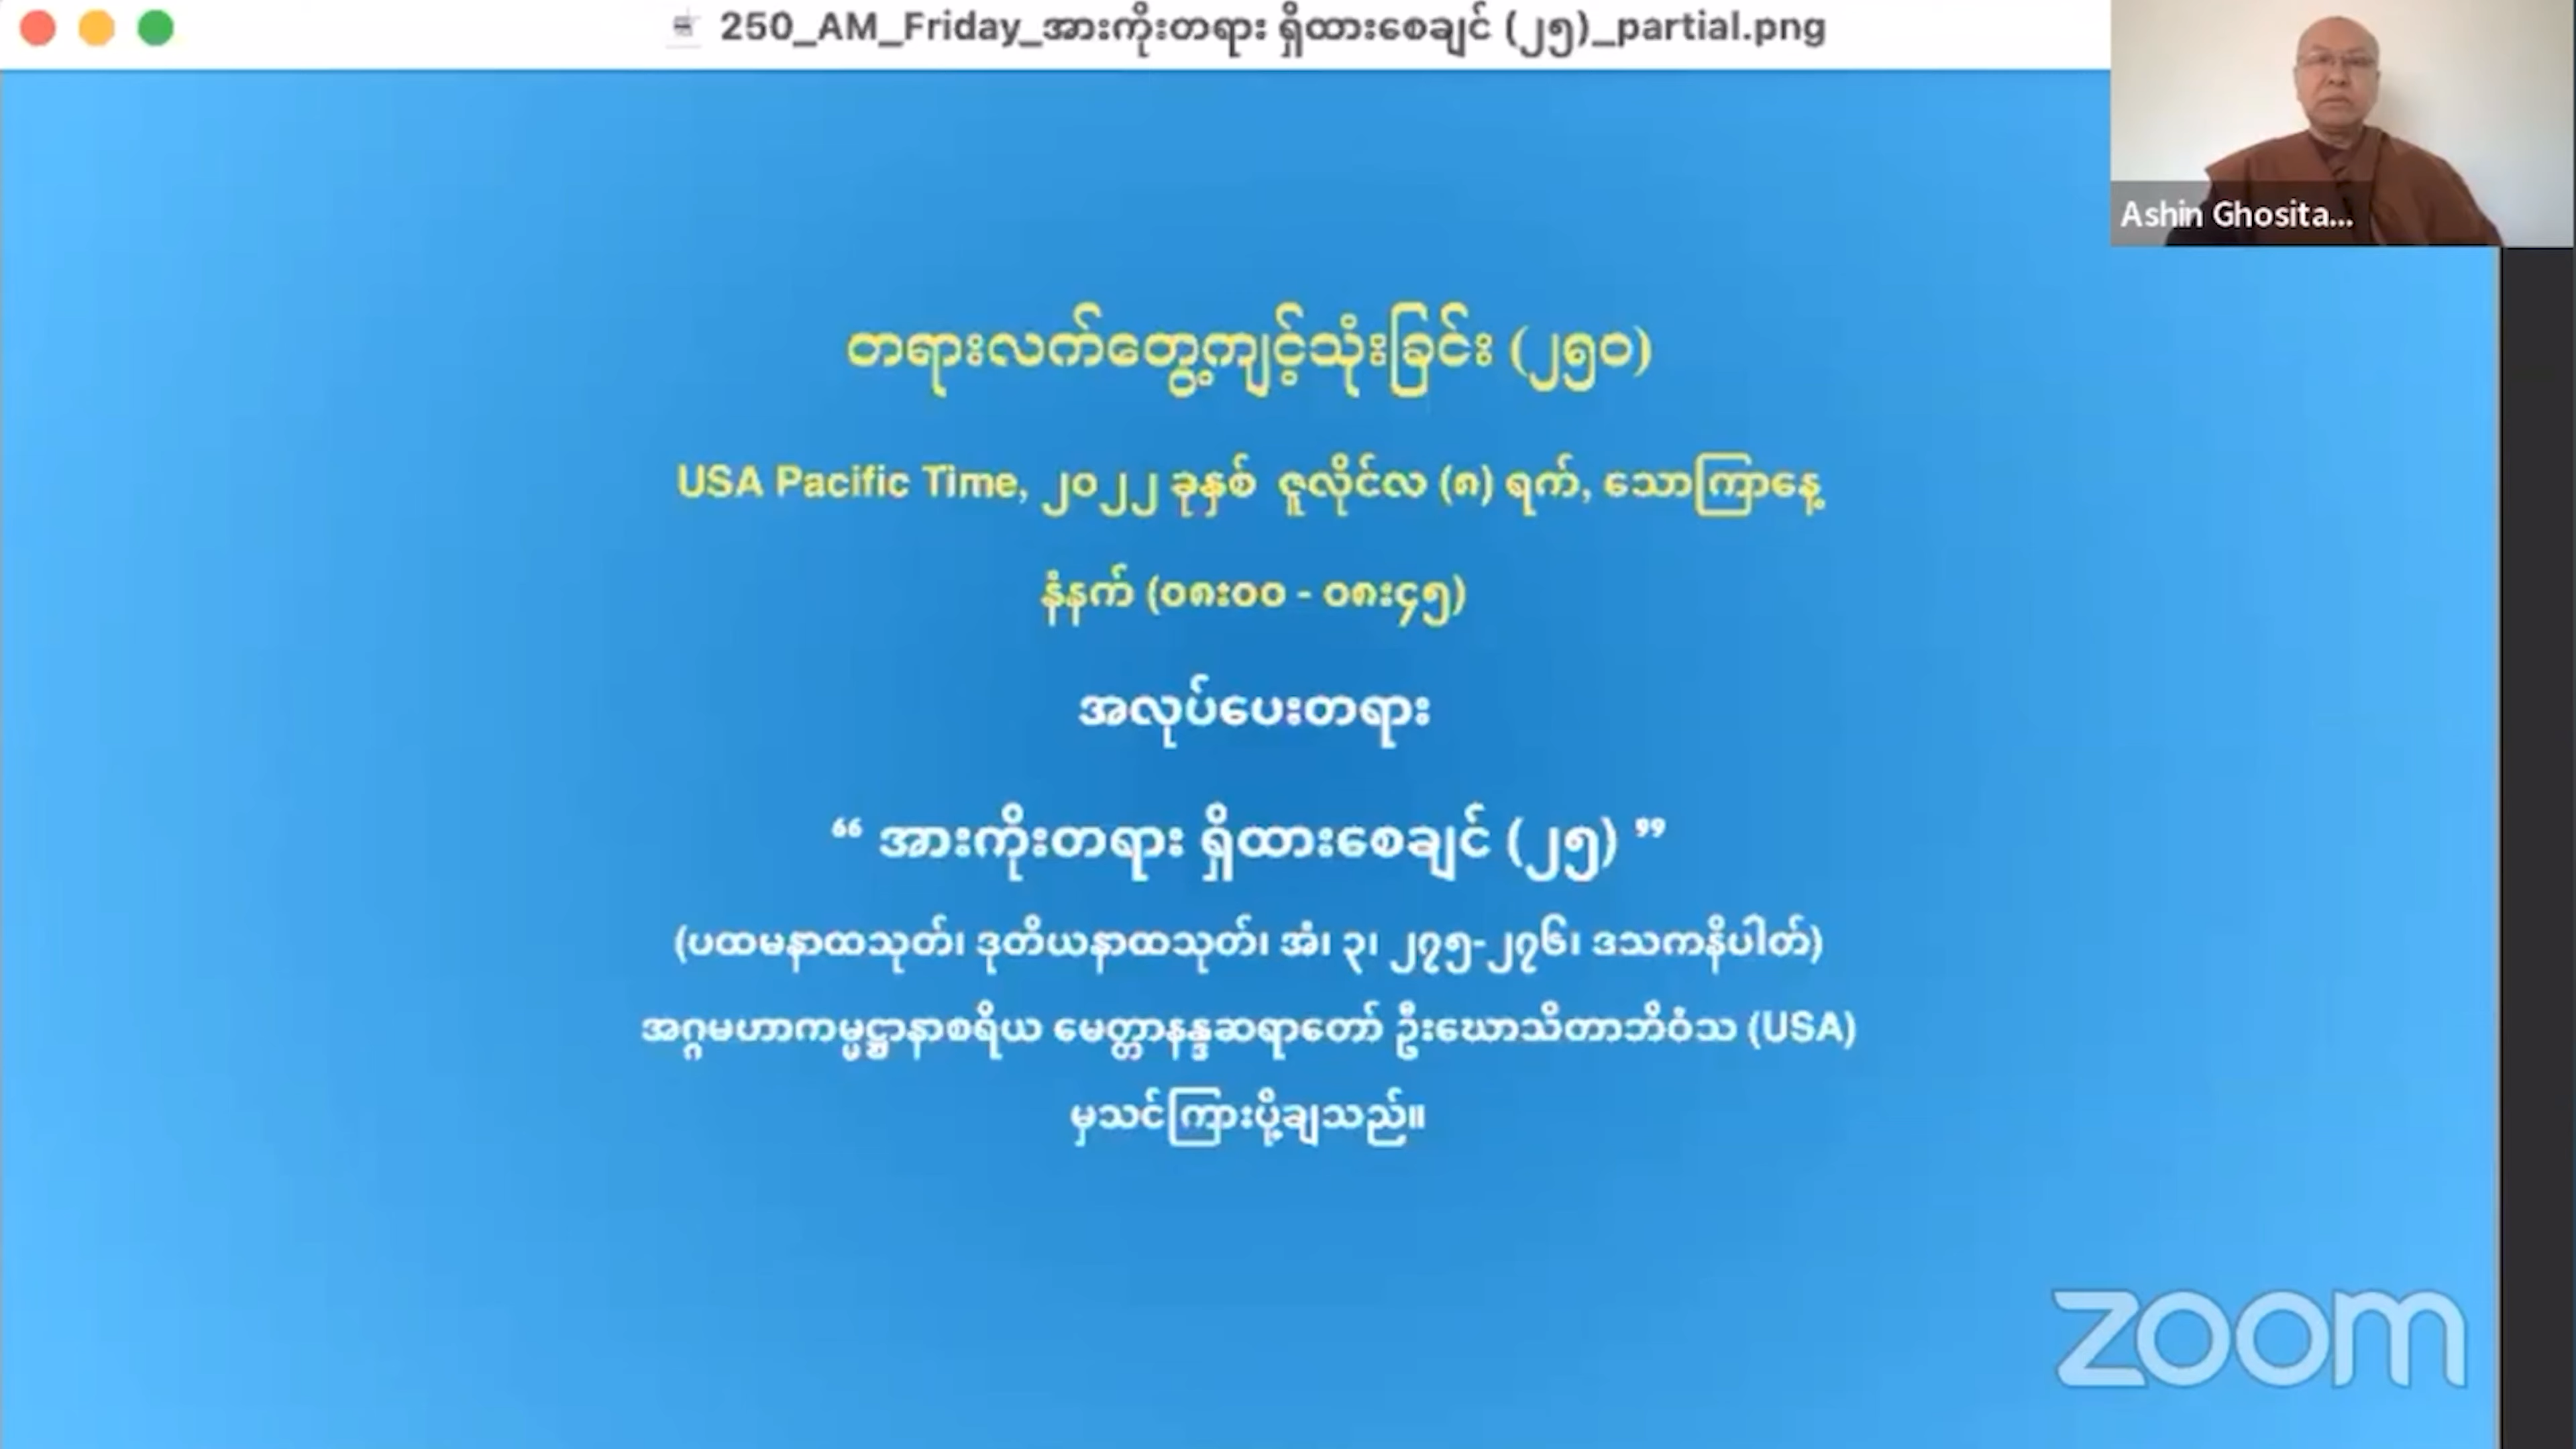 250_AM_Friday_အားကိုးတရား ရှိထားစေချင် (၂၅)_partial.png
Ashin Ghosita...
တရားလက်တွေ့ကျင့်သုံးခြင်း (၂၅၀)
USA Pacific Time, ၂၀၂၂ ခုနှစ် ဇူလိုင်လ (၈) ရက်, သောကြာနေ့
နံနက် (၀၈း၀၀ - ၀၈း၄၅)
အလုပ်ပေးတရား
“ အားကိုးတရား ရှိထားစေချင် (၂၅) ”
(ပထမနာထသုတ်၊ ဒုတိယနာထသုတ်၊ အံ၊ ၃၊ ၂၇၅-၂၇၆၊ ဒသကနိပါတ်)
အဂ္ဂမဟာကမ္မဋ္ဌာနာစရိယ မေတ္တာနန္ဒဆရာတော် ဦးဃောသိတာဘိဝံသ (USA)
မှသင်ကြားပို့ချသည်။
zoom